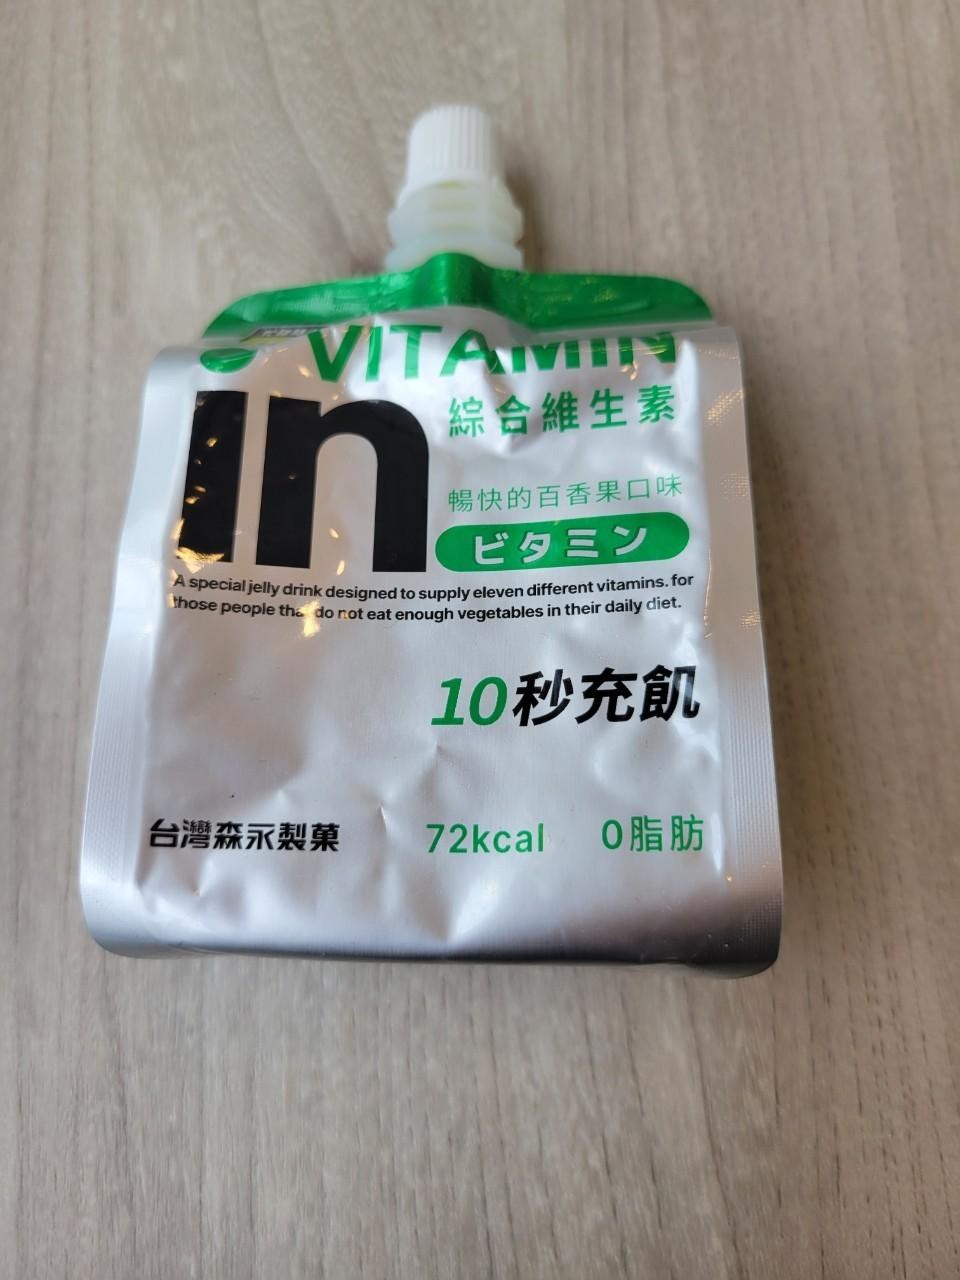 VITAMIN
in
綜合維生素
暢快的百香果口味
ビタミン
A special jelly drink designed to supply eleven different vitamins. for
those people that do not eat enough vegetables in their daily diet.
10秒充飢
台灣森永製菓
72kcal 0脂肪